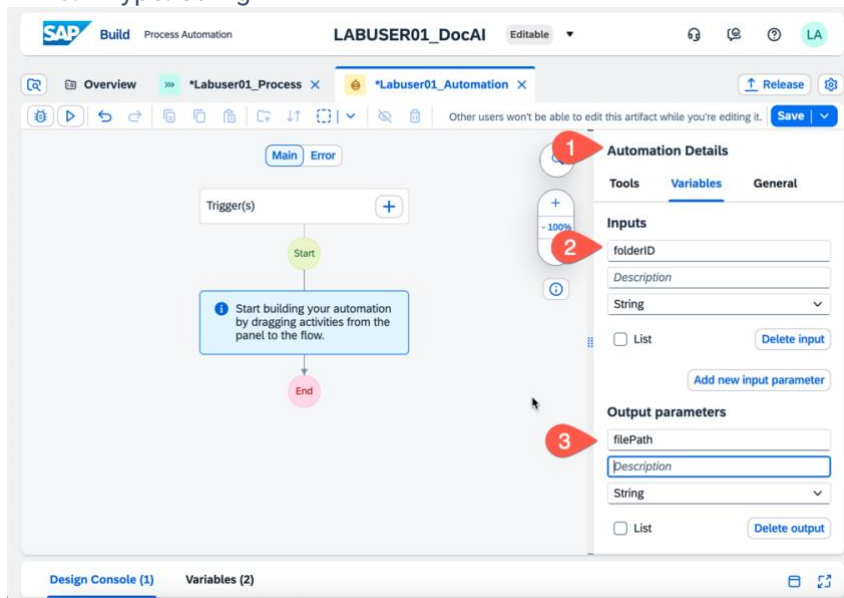 SAP Build Process Automation LABUSER01_DocAI Editable LA
Overview *Labuser01_Process *Labuser01_Automation Release
Other users won't be able to edit this artifact while you're editing it. Save
Main Error
Trigger(s)
Start
Start building your automation
by dragging activities from the
panel to the flow.
End
100%
1
Automation Details
Tools Variables General
Inputs
2
folderID
Description
String
List Delete input
Add new input parameter
Output parameters
3
filePath
Description
String
List Delete output
Design Console (1) Variables (2)